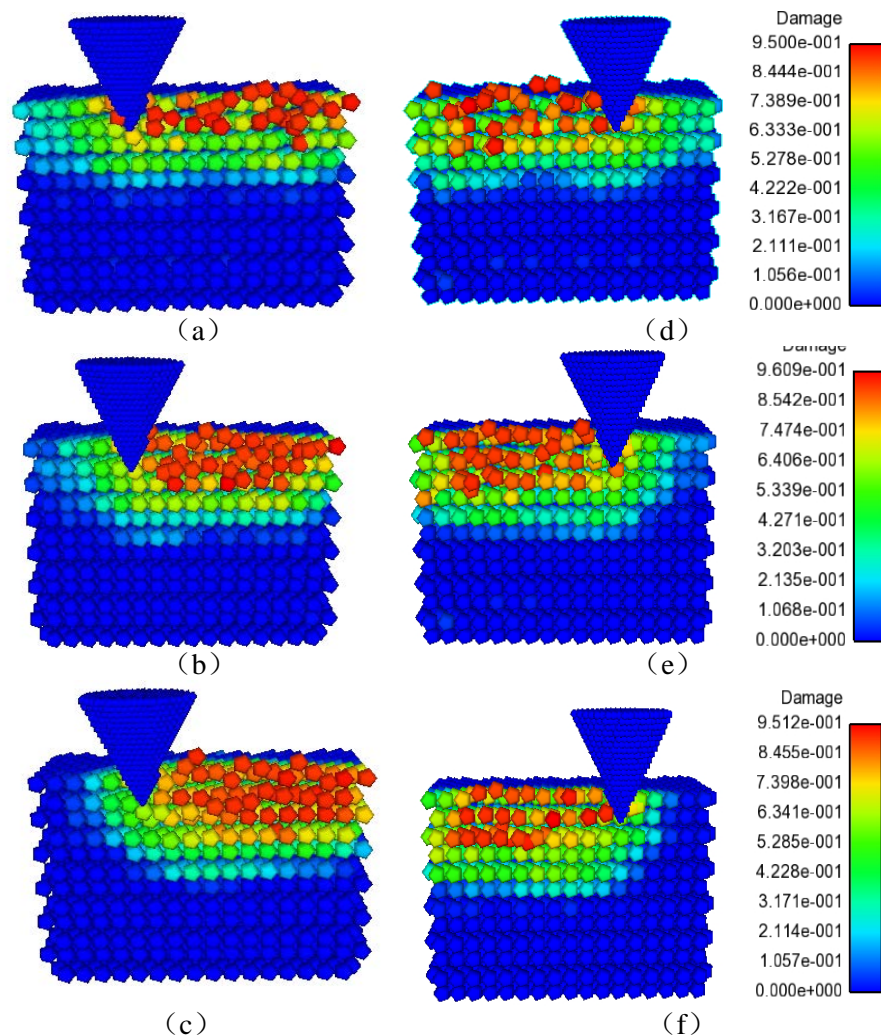 Damage
9.500e-001
8.444e-001
7.389e-001
6.333e-001
5.278e-001
4.222e-001
3.167e-001
2.111e-001
1.056e-001
0.000e+000
（a）
（d）
Damage
9.609e-001
8.542e-001
7.474e-001
6.406e-001
5.339e-001
4.271e-001
3.203e-001
2.135e-001
1.068e-001
0.000e+000
（b）
（e）
Damage
9.512e-001
8.455e-001
7.398e-001
6.341e-001
5.285e-001
4.228e-001
3.171e-001
2.114e-001
1.057e-001
0.000e+000
（c）
（f）